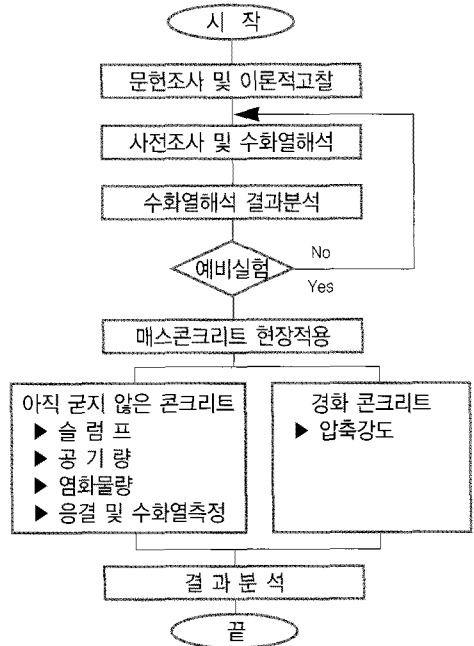 시 작
문헌조사 및 이론적고찰
사전조사 및 수화열해석
수화열해석 결과분석
예비실험
No
Yes
매스콘크리트 현장적용
아직 굳지 않은 콘크리트
▶ 슬 럼 프
▶ 공 기 량
▶ 염화물량
▶ 응결 및 수화열측정
경화 콘크리트
▶ 압축강도
결 과 분 석
끝